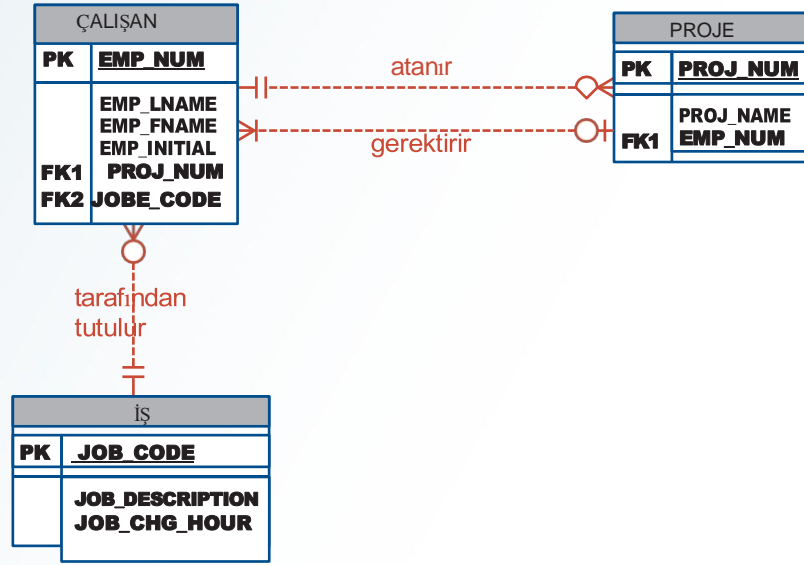 ÇALIŞAN
PK EMP_NUM
EMP_LNAME
EMP_FNAME
EMP_INITIAL
FK1 PROJ_NUM
FK2 JOBE_CODE
atanır
gerektirir
PROJE
PK PROJ_NUM
PROJ_NAME
FK1 EMP_NUM
tarafından
tutulur
İŞ
PK JOB_CODE
JOB_DESCRIPTION
JOB_CHG_HOUR